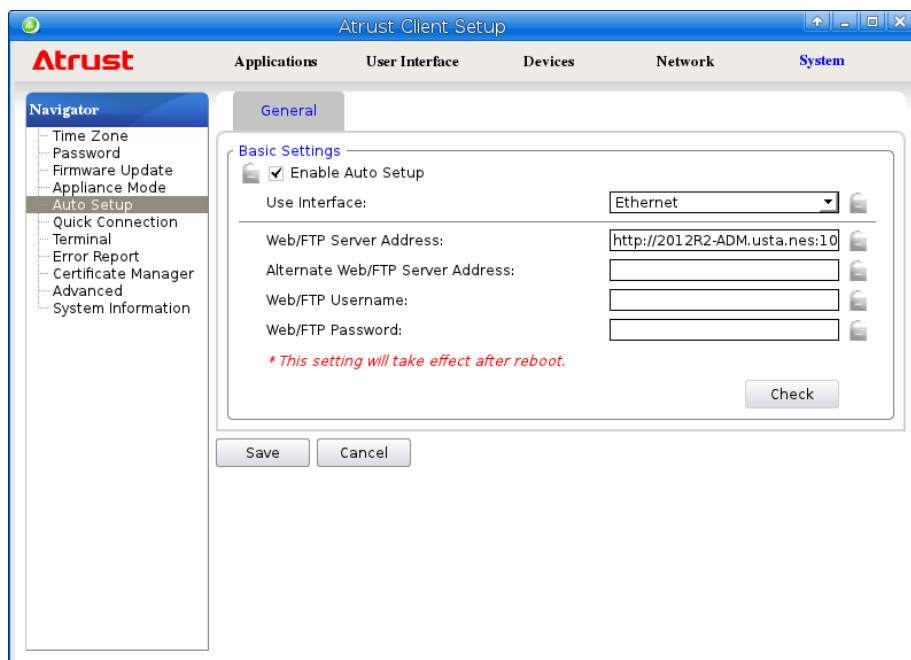 Atrust Client Setup
Atrust
Applications User Interface Devices Network System
Navigator
Time Zone
Password
Firmware Update
Appliance Mode
Auto Setup
Quick Connection
Terminal
Error Report
Certificate Manager
Advanced
System Information
General
Basic Settings
Enable Auto Setup
Use Interface: Ethernet
Web/FTP Server Address: http://2012R2-ADM.usta.nes:10
Alternate Web/FTP Server Address:
Web/FTP Username:
Web/FTP Password:
* This setting will take effect after reboot.
Check
Save Cancel